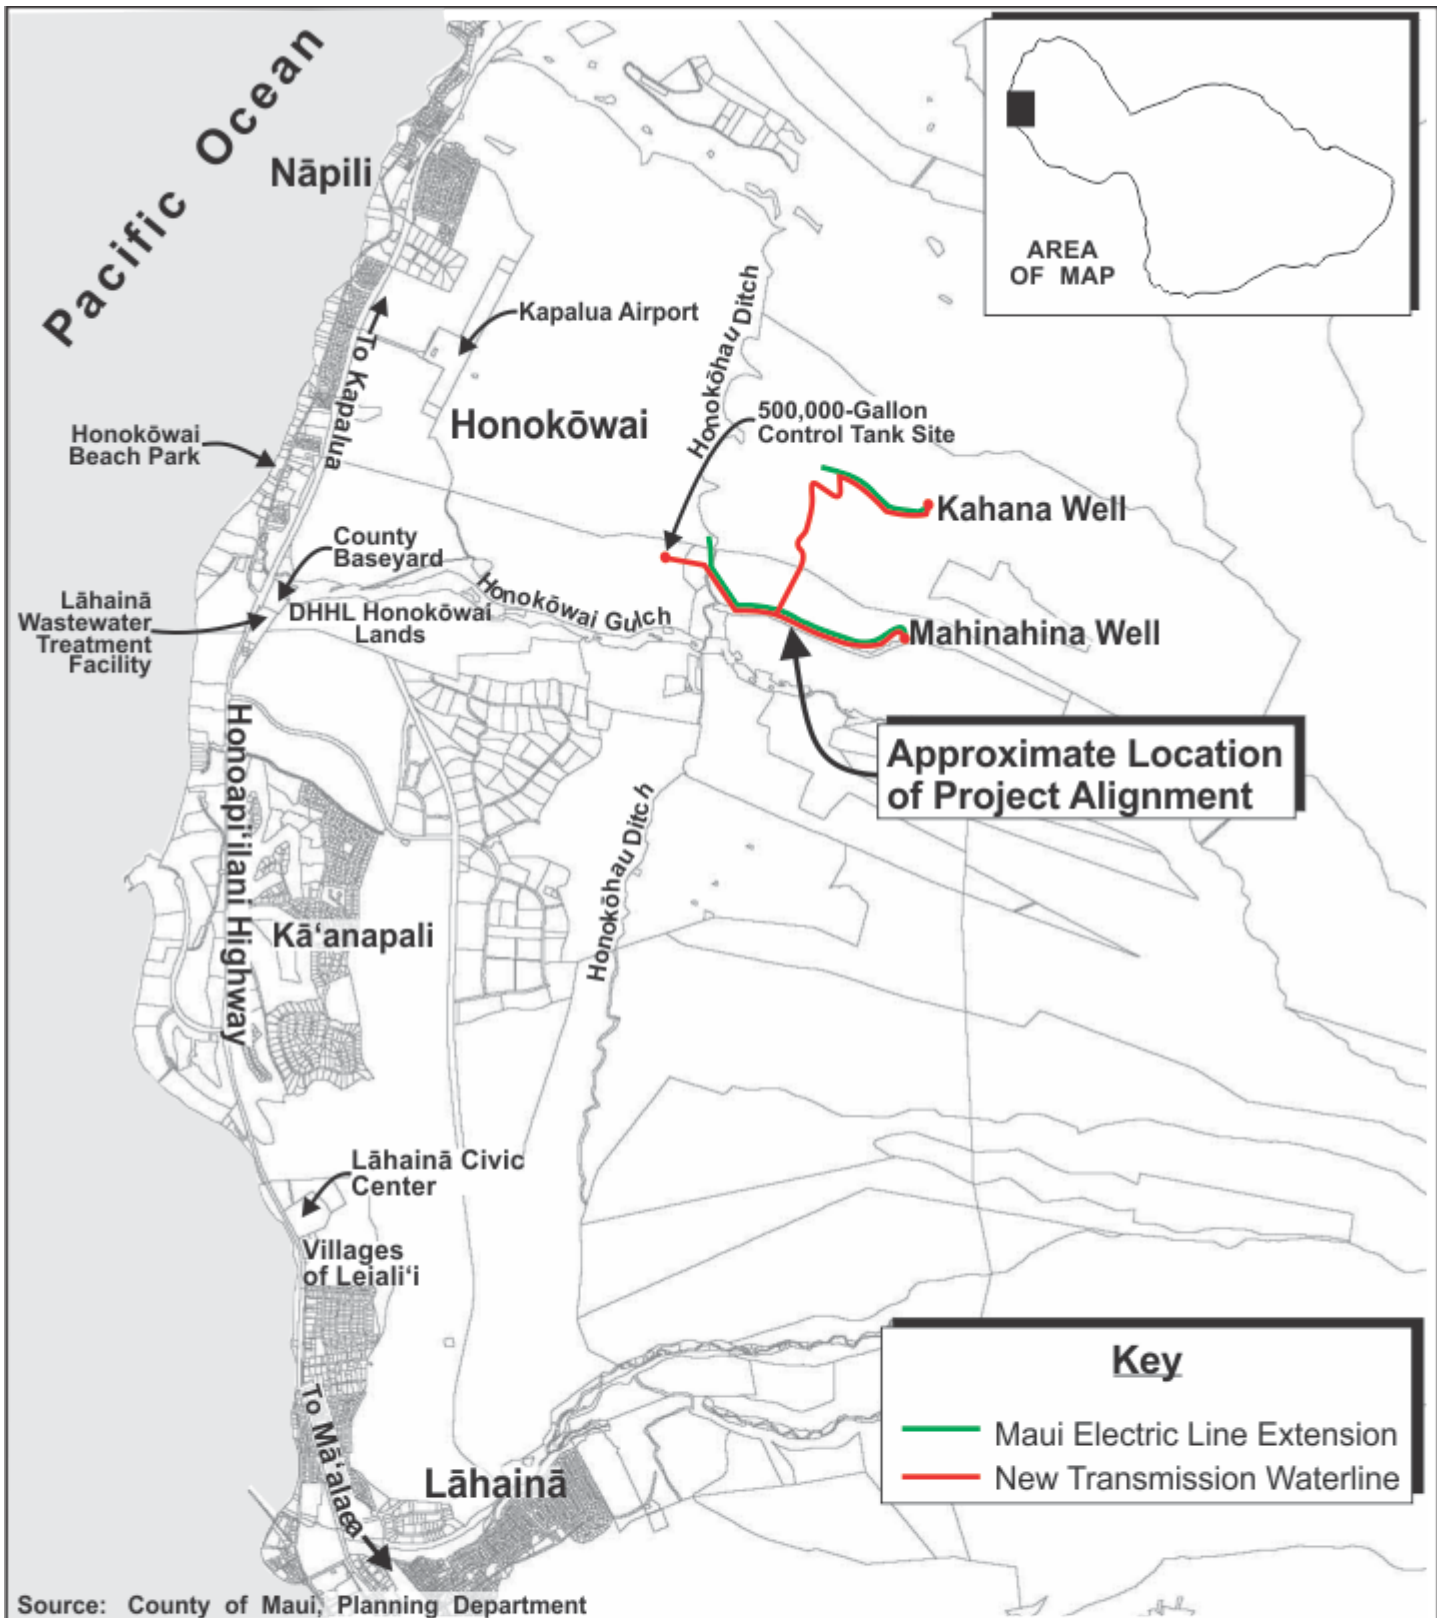 Pacific Ocean
Nāpili
AREA
OF MAP
Kapalua Airport
To Kapalua
Honokōhau Ditch
Honokōwai
500,000-Gallon
Control Tank Site
Honokōwai
Beach Park
Kahana Well
County
Baseyard
Honokōwai Gulch
Lāhainā
Wastewater
Treatment
Facility
DHHL Honokōwai
Lands
Mahinahina Well
Approximate Location
of Project Alignment
Honoapi‘ilani Highway
Honokōhau Ditch
Kā‘anapali
Lāhainā Civic
Center
Villages
of Leiali‘i
To Mā‘alaea
Lāhainā
Key
Maui Electric Line Extension
New Transmission Waterline
Source: County of Maui, Planning Department